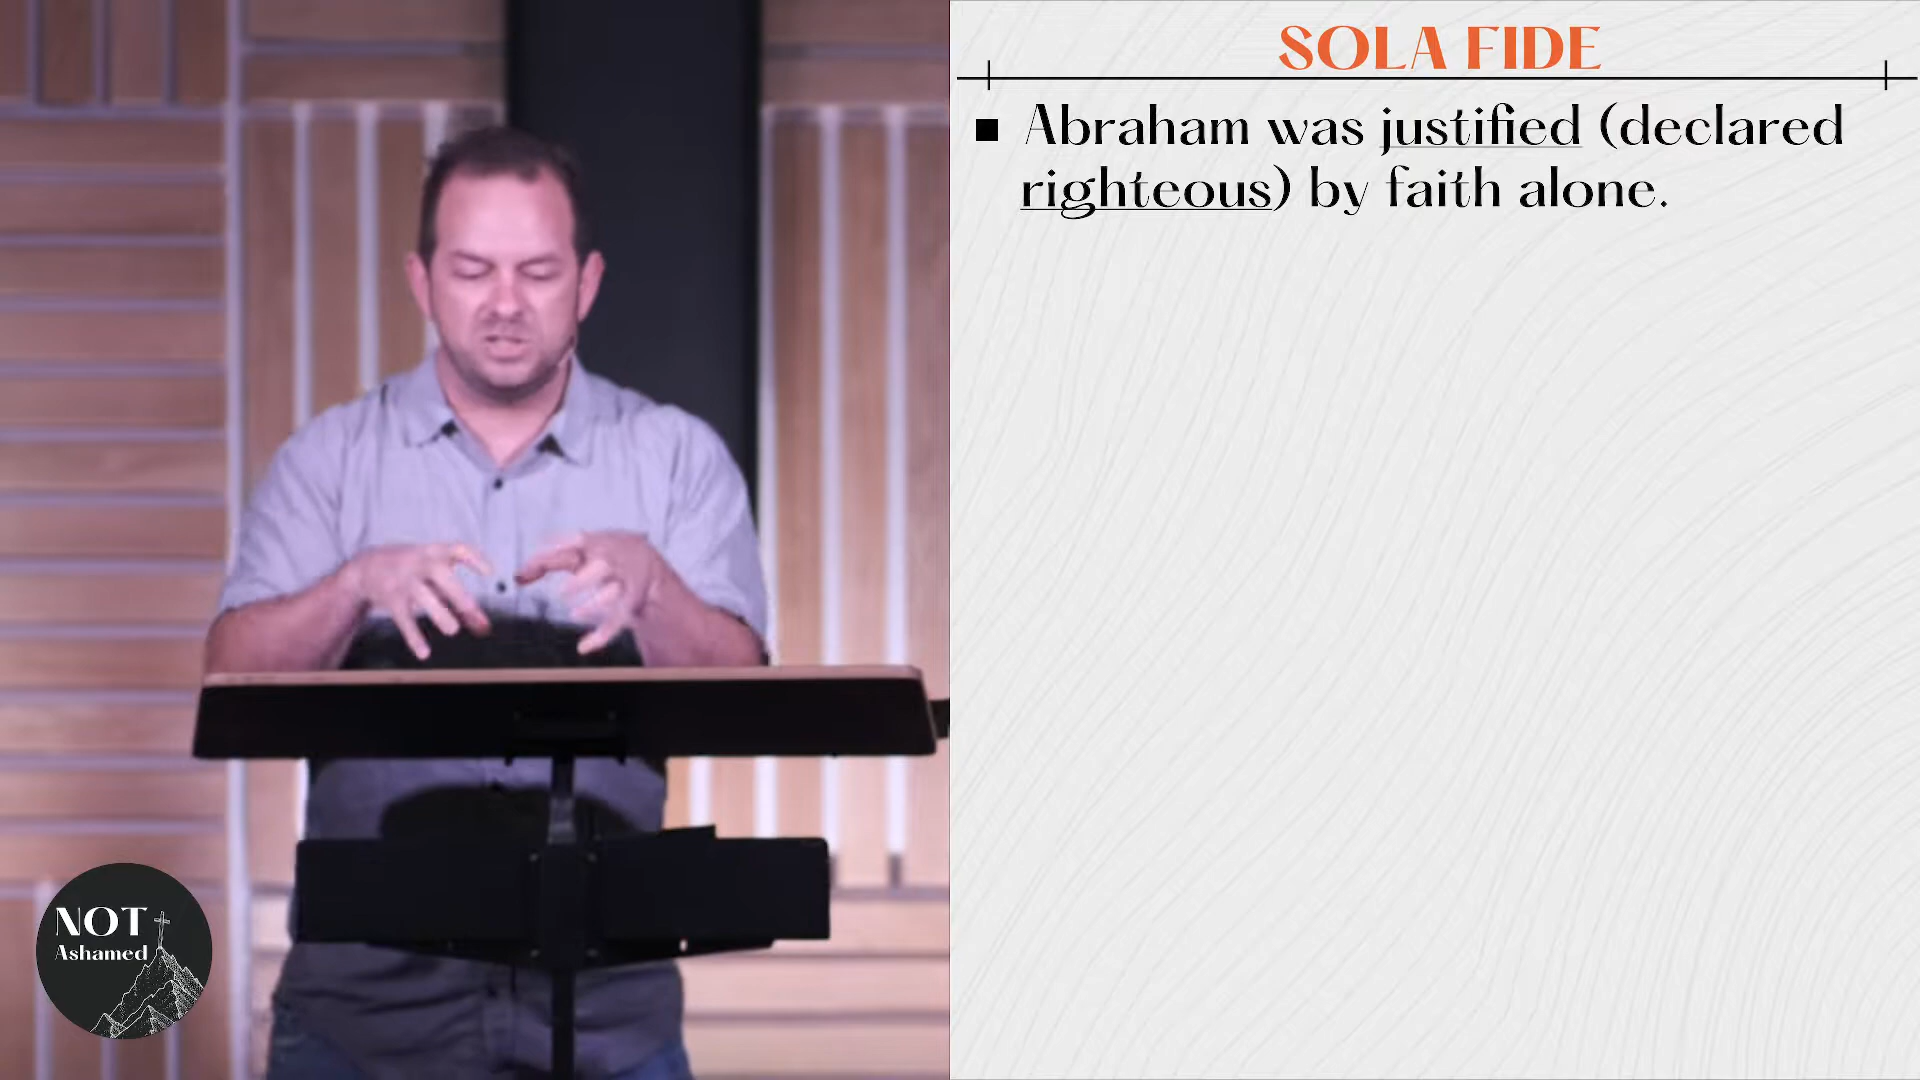 SOLA FIDE
■ Abraham was justified (declared
righteous) by faith alone.
NOT
Ashamed